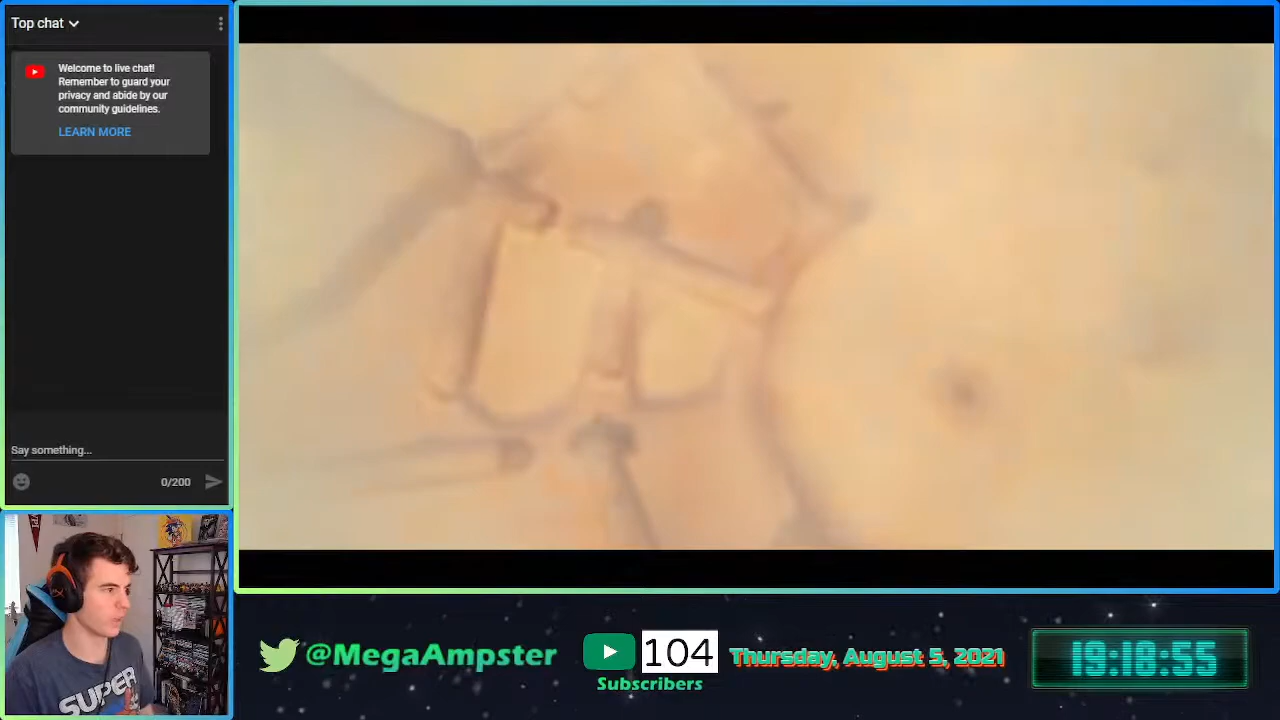 Top chat
Welcome to live chat!
Remember to guard your
privacy and abide by our
community guidelines.
LEARN MORE
Say something...
0/200
SUPER
@MegaAmpster
104
Subscribers
Thursday, August 5, 2021
19:18:55